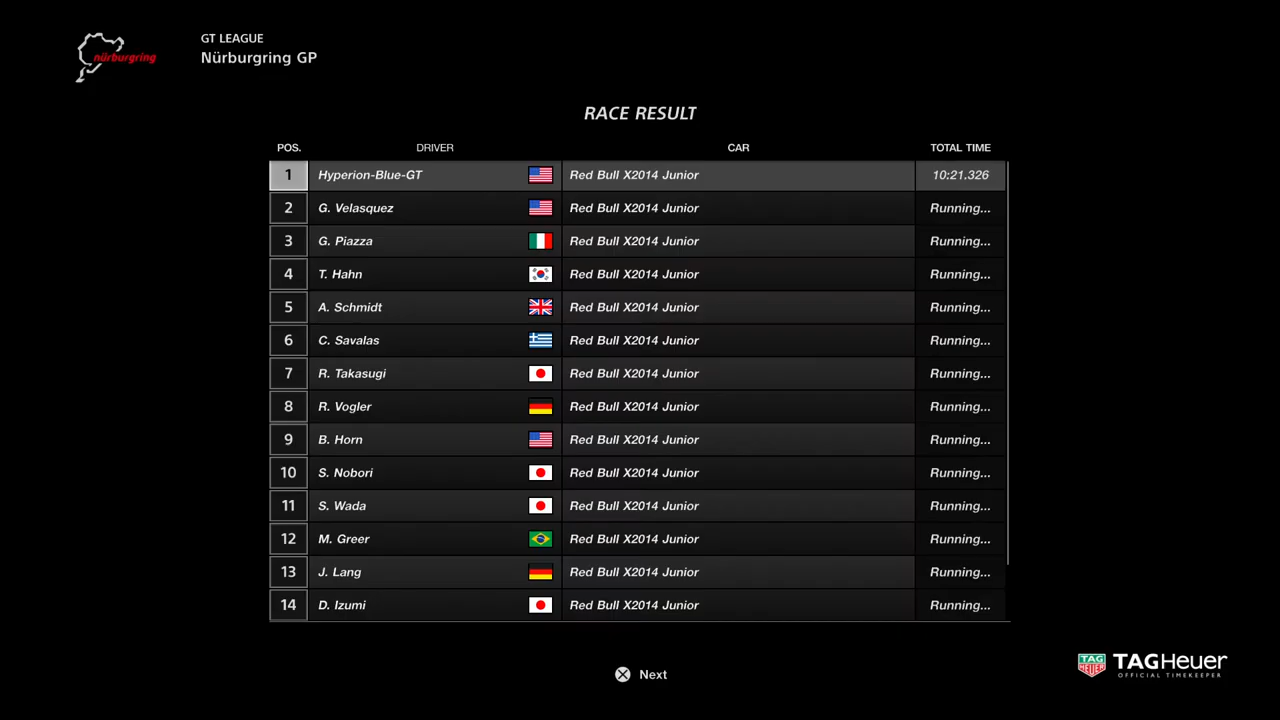 GT LEAGUE
nürburgring
Nürburgring GP
RACE RESULT
POS. DRIVER CAR TOTAL TIME
1 Hyperion-Blue-GT Red Bull X2014 Junior 10:21.326
2 G. Velasquez Red Bull X2014 Junior Running...
3 G. Piazza Red Bull X2014 Junior Running...
4 T. Hahn Red Bull X2014 Junior Running...
5 A. Schmidt Red Bull X2014 Junior Running...
6 C. Savalas Red Bull X2014 Junior Running...
7 R. Takasugi Red Bull X2014 Junior Running...
8 R. Vogler Red Bull X2014 Junior Running...
9 B. Horn Red Bull X2014 Junior Running...
10 S. Nobori Red Bull X2014 Junior Running...
11 S. Wada Red Bull X2014 Junior Running...
12 M. Greer Red Bull X2014 Junior Running...
13 J. Lang Red Bull X2014 Junior Running...
14 D. Izumi Red Bull X2014 Junior Running...
Next
TAG HEUER
TAGHeuer
OFFICIAL TIMEKEEPER